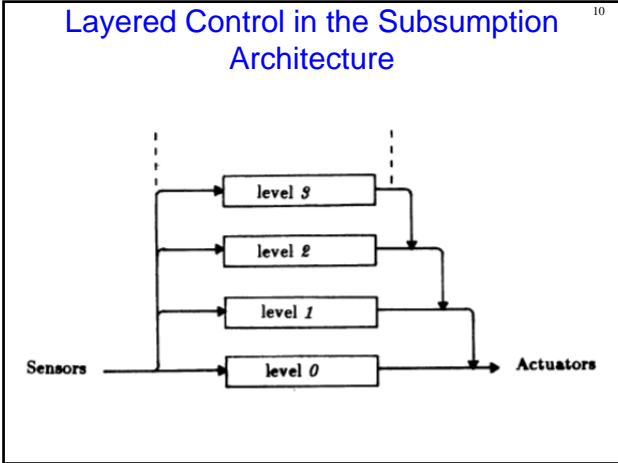 Layered Control in the Subsumption
Architecture
10
level 3
level 2
level 1
Sensors
level 0
Actuators